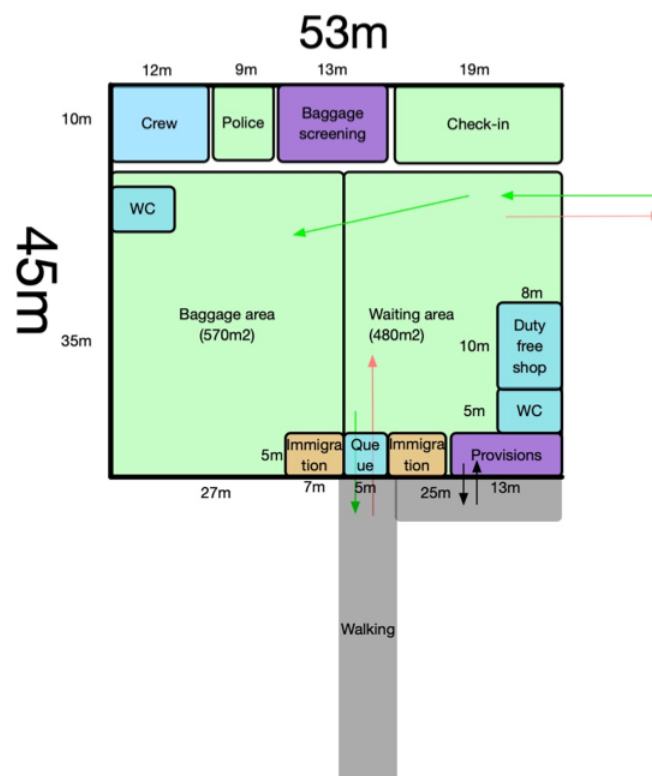 53m
12m 9m 13m 19m
10m
Crew
Police
Baggage
screening
Check-in
WC
45m
35m
Baggage area
(570m2)
Waiting area
(480m2)
8m
10m
Duty
free
shop
5m
WC
5m
Immigra
tion
Que
ue
Immigra
tion
Provisions
27m
7m
5m
25m
13m
Walking